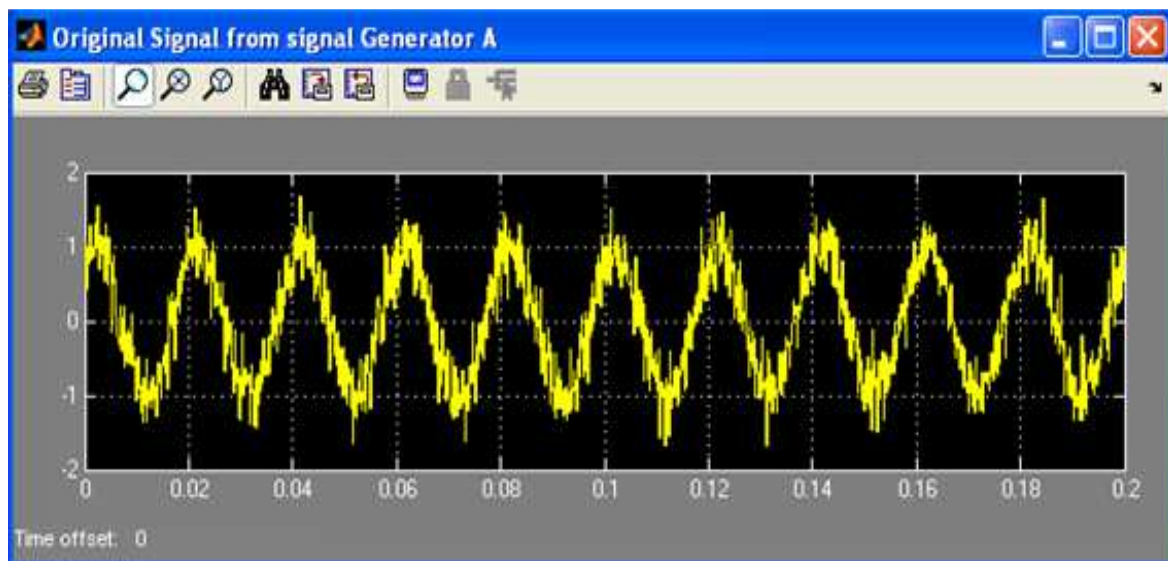 Original Signal from signal Generator A
2
1
0
-1
-2
0 0.02 0.04 0.06 0.08 0.1 0.12 0.14 0.16 0.18 0.2
Time offset: 0